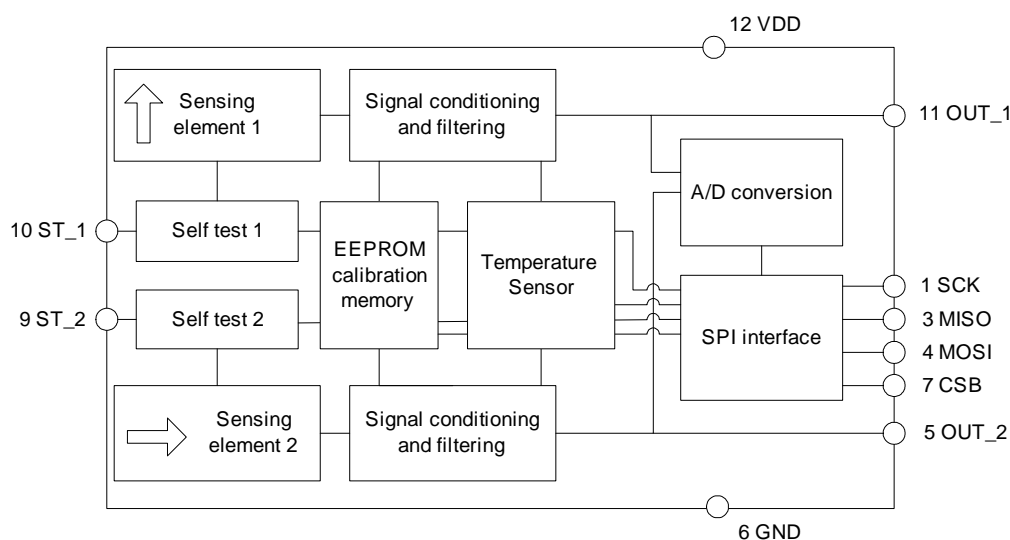 12 VDD
Sensing
element 1
Signal conditioning
and filtering
11 OUT_1
A/D conversion
10 ST_1
Self test 1
EEPROM
calibration
memory
Temperature
Sensor
9 ST_2
Self test 2
SPI interface
1 SCK
3 MISO
4 MOSI
7 CSB
Sensing
element 2
Signal conditioning
and filtering
5 OUT_2
6 GND